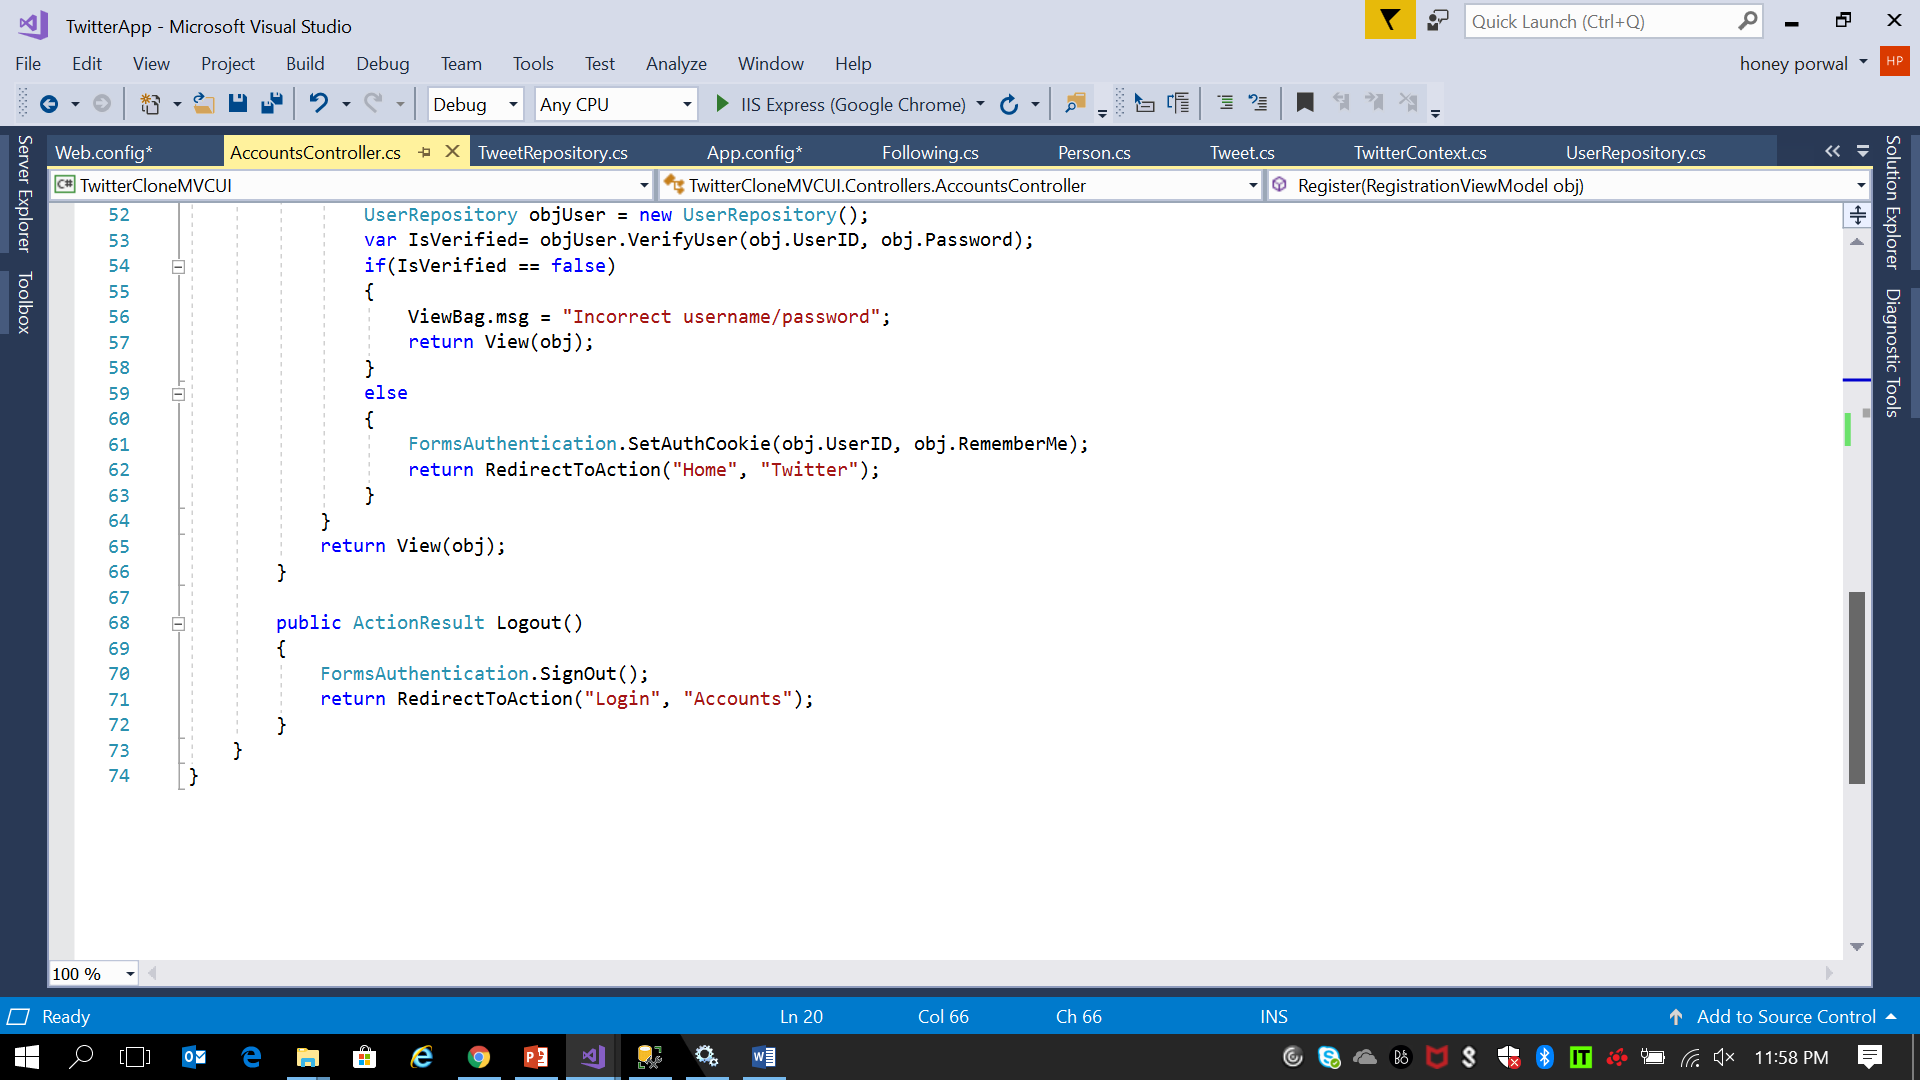 TwitterApp - Microsoft Visual Studio
Quick Launch (Ctrl+Q)
File Edit View Project Build Debug Team Tools Test Analyze Window Help
honey porwal HP
Debug Any CPU IIS Express (Google Chrome)
Server Explorer
Toolbox
Web.config* AccountsController.cs TweetRepository.cs App.config* Following.cs Person.cs Tweet.cs TwitterContext.cs UserRepository.cs
C# TwitterCloneMVCUI TwitterCloneMVCUI.Controllers.AccountsController Register(RegistrationViewModel obj)
52 UserRepository objUser = new UserRepository();
53 var IsVerified= objUser.VerifyUser(obj.UserID, obj.Password);
54 if(IsVerified == false)
55 {
56 ViewBag.msg = "Incorrect username/password";
57 return View(obj);
58 }
59 else
60 {
61 FormsAuthentication.SetAuthCookie(obj.UserID, obj.RememberMe);
62 return RedirectToAction("Home", "Twitter");
63 }
64 }
65 return View(obj);
66 }
67
68 public ActionResult Logout()
69 {
70 FormsAuthentication.SignOut();
71 return RedirectToAction("Login", "Accounts");
72 }
73 }
74 }
Solution Explorer
Diagnostic Tools
100 %
Ready Ln 20 Col 66 Ch 66 INS Add to Source Control
11:58 PM